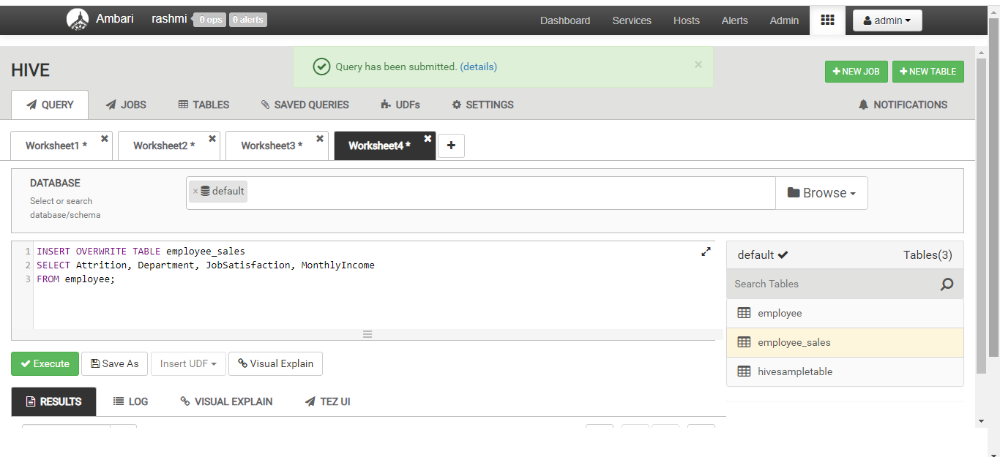 Ambari rashmi 0 ops 0 alerts Dashboard Services Hosts Alerts Admin admin
Query has been submitted. (details) ×
HIVE
+ NEW JOB + NEW TABLE
QUERY JOBS TABLES SAVED QUERIES UDFs SETTINGS NOTIFICATIONS
Worksheet1 * Worksheet2 * Worksheet3 * Worksheet4 * +
DATABASE
Select or search
database/schema
× default
Browse
1 INSERT OVERWRITE TABLE employee_sales
2 SELECT Attrition, Department, JobSatisfaction, MonthlyIncome
3 FROM employee;
default Tables(3)
Search Tables
employee
employee_sales
hivesampletable
Execute Save As Insert UDF Visual Explain
RESULTS LOG VISUAL EXPLAIN TEZ UI